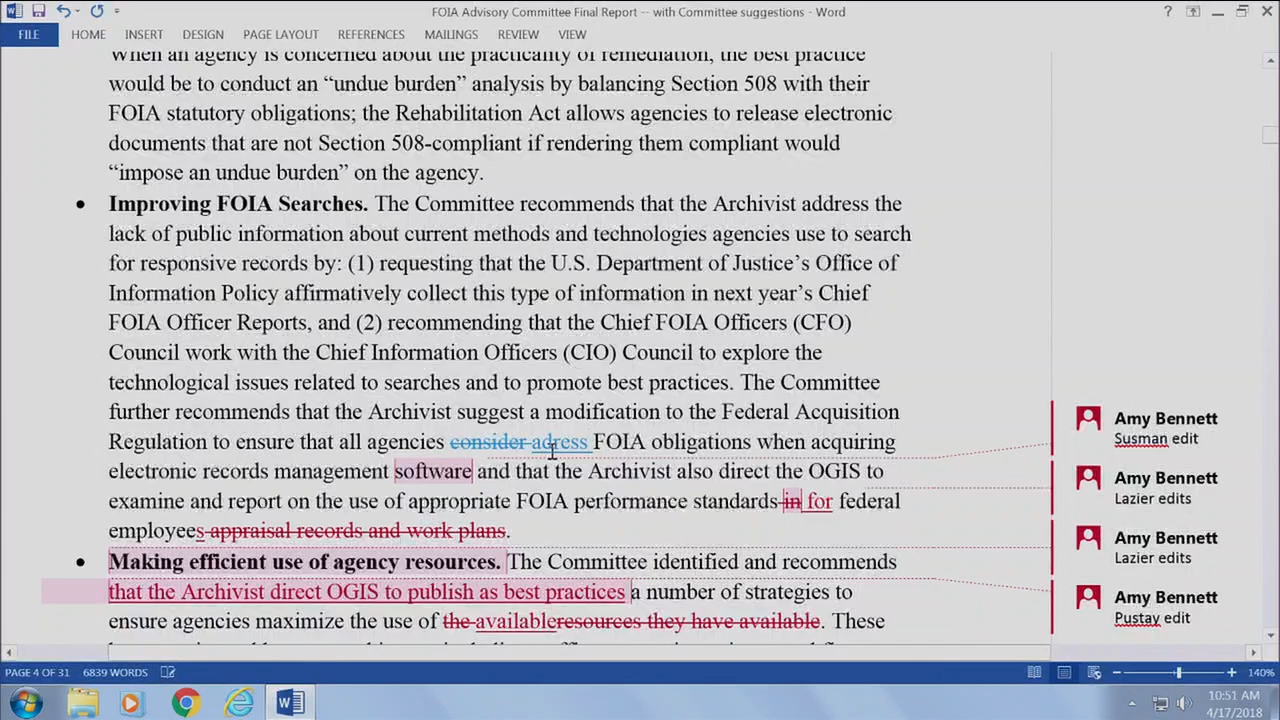 FOIA Advisory Committee Final Report -- with Committee suggestions - Word
FILE HOME INSERT DESIGN PAGE LAYOUT REFERENCES MAILINGS REVIEW VIEW
When an agency is concerned about the practicality of remediation, the best practice
would be to conduct an “undue burden” analysis by balancing Section 508 with their
FOIA statutory obligations; the Rehabilitation Act allows agencies to release electronic
documents that are not Section 508-compliant if rendering them compliant would
“impose an undue burden” on the agency.
• Improving FOIA Searches. The Committee recommends that the Archivist address the
lack of public information about current methods and technologies agencies use to search
for responsive records by: (1) requesting that the U.S. Department of Justice’s Office of
Information Policy affirmatively collect this type of information in next year’s Chief
FOIA Officer Reports, and (2) recommending that the Chief FOIA Officers (CFO)
Council work with the Chief Information Officers (CIO) Council to explore the
technological issues related to searches and to promote best practices. The Committee
further recommends that the Archivist suggest a modification to the Federal Acquisition
Regulation to ensure that all agencies consider adress FOIA obligations when acquiring
electronic records management software and that the Archivist also direct the OGIS to
examine and report on the use of appropriate FOIA performance standards in for federal
employees appraisal records and work plans.
• Making efficient use of agency resources. The Committee identified and recommends
that the Archivist direct OGIS to publish as best practices a number of strategies to
ensure agencies maximize the use of the availableresources they have available. These
Amy Bennett
Susman edit
Amy Bennett
Lazier edits
Amy Bennett
Lazier edits
Amy Bennett
Pustay edit
PAGE 4 OF 31 6839 WORDS 140%
10:51 AM
4/17/2018